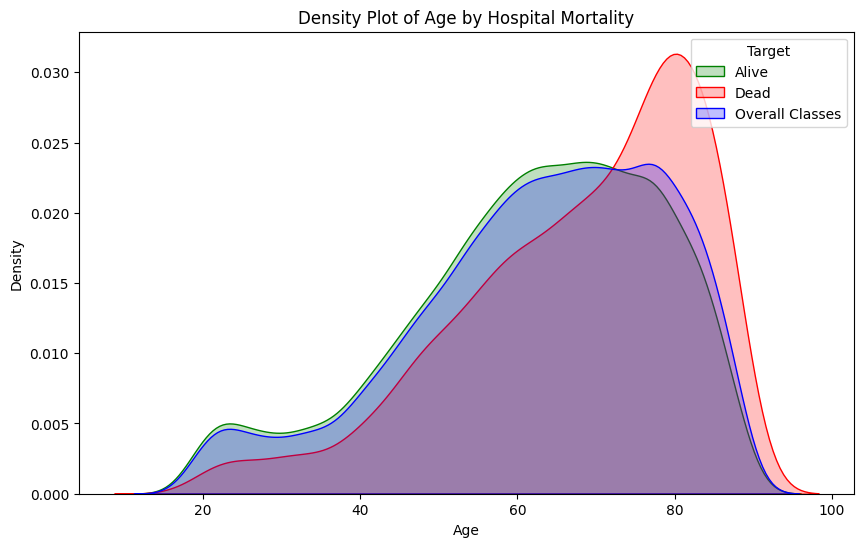 Density Plot of Age by Hospital Mortality
Target
Alive
Dead
Overall Classes
Density
0.030
0.025
0.020
0.015
0.010
0.005
0.000
20 40 60 80 100
Age